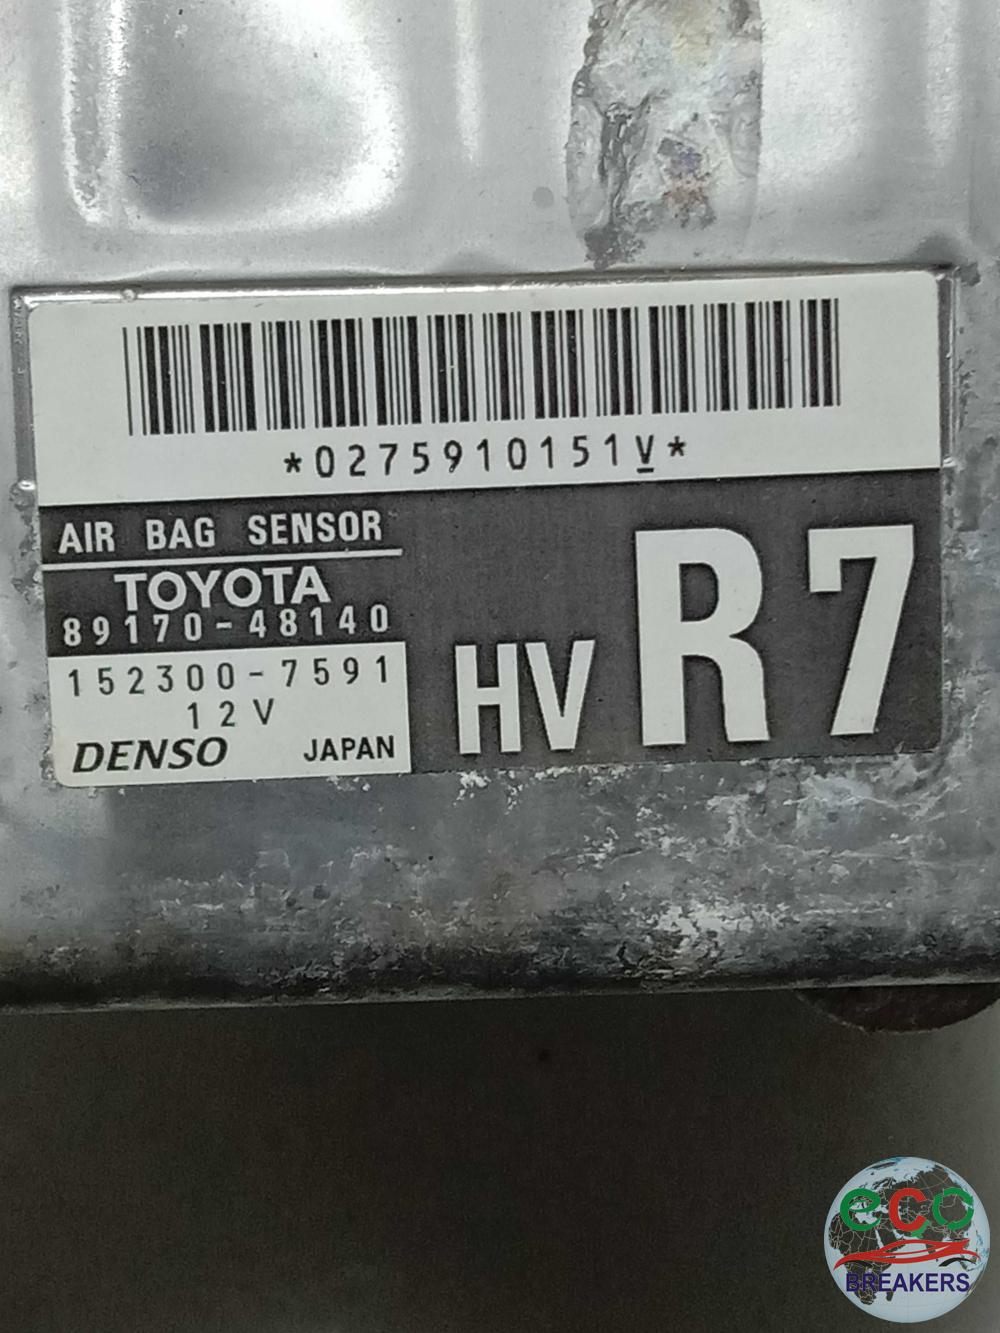 *0275910151V*
AIR BAG SENSOR
TOYOTA
89170-48140
152300-7591
12V
DENSO JAPAN
HV R7
eco
BREAKERS